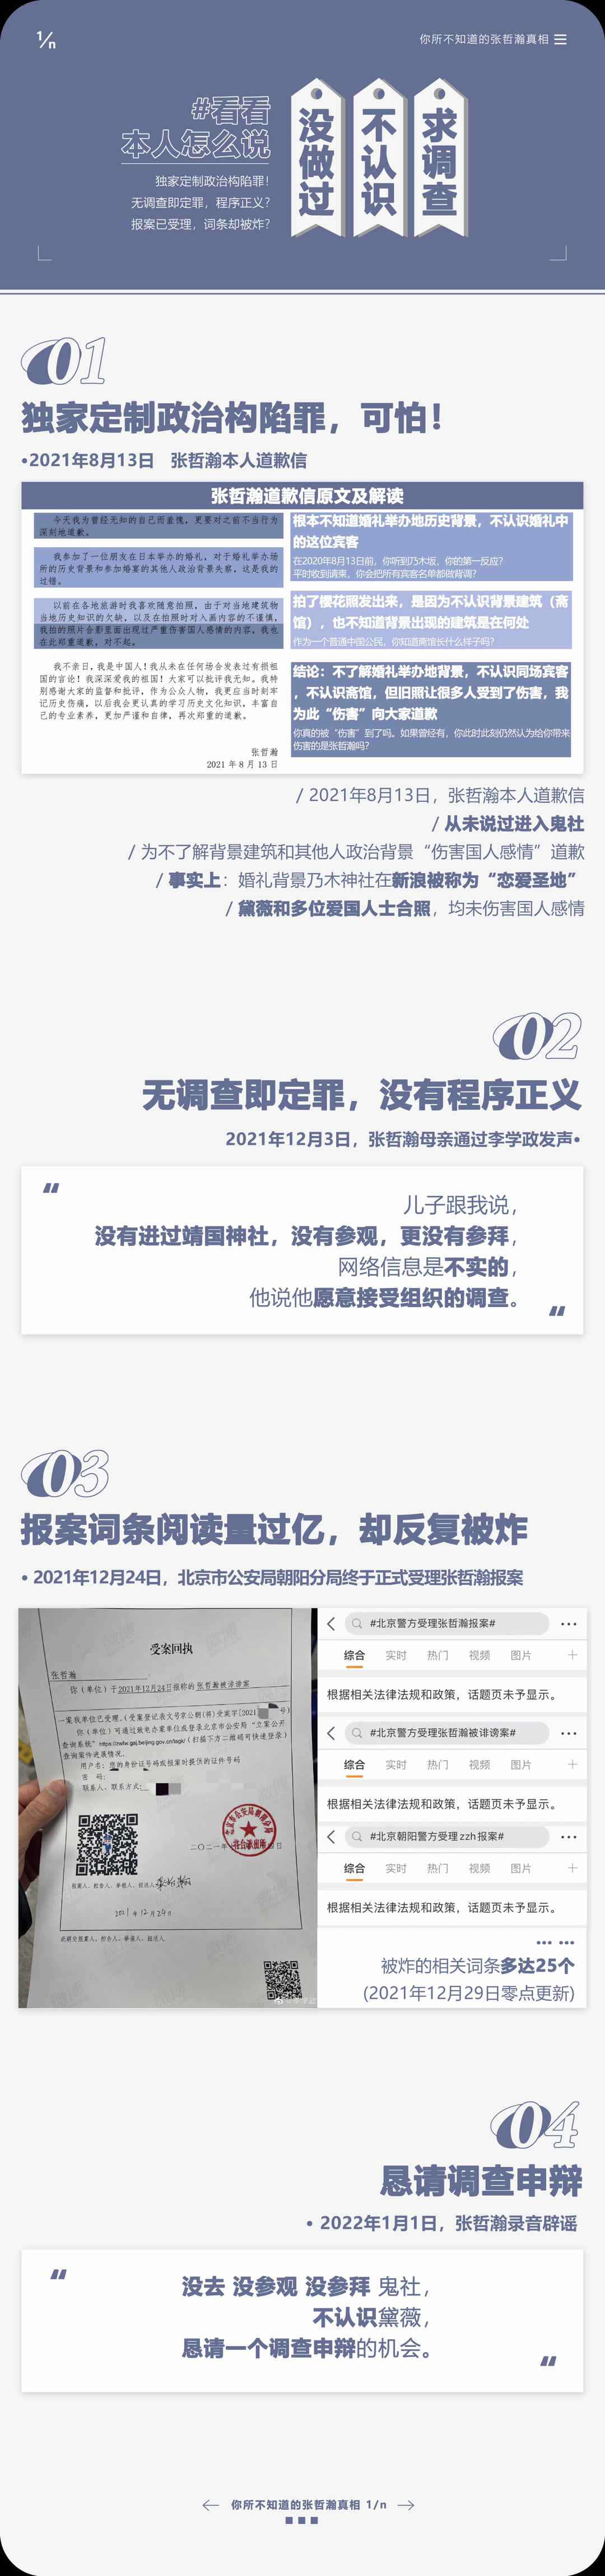 1/n
你所不知道的张哲瀚真相
#看看
本人怎么说
独家定制政治构陷罪！
无调查即定罪，程序正义？
报案已受理，词条却被炸？
没做过
不认识
求调查
01
独家定制政治构陷罪，可怕！
•2021年8月13日 张哲瀚本人道歉信
张哲瀚道歉信原文及解读
今天我为曾经无知的自己而羞愧，更要对之前不当行为
深刻地道歉。
我参加了一位朋友在日本举办的婚礼，对于婚礼举办场
所的历史背景和参加婚宴的其他人政治背景失察，这是我的
过错。
以前在各地旅游时我喜欢随意拍照，由于对当地建筑物
当地历史知识的欠缺，以及在拍照时对入画内容的不谨慎，
我拍的照片合影里面出现过严重伤害国人感情的内容，我也
在此郑重道歉，对不起。
我不亲日，我是中国人！我从未在任何场合发表过有损祖
国的言论！我深深爱我的祖国！大家可以批评我无知。我特
别感谢大家的监督和批评，作为公众人物，我更应当时刻牢
记历史伤痛，以后我会更认真的学习历史文化知识，丰富自
己的专业素养，更加严谨和自律，再次郑重的道歉。
张哲瀚
2021 年 8 月 13 日
根本不知道婚礼举办地历史背景，不认识婚礼中
的这位宾客
在2020年8月13日前，你听到乃木坂，你的第一反应？
平时收到请柬，你会把所有宾客名单都做背调？
拍了樱花照发出来，是因为不认识背景建筑（斋
馆），也不知道背景出现的建筑是在何处
作为一个普通中国公民，你知道斋馆长什么样子吗？
结论：不了解婚礼举办地背景，不认识同场宾客
，不认识斋馆，但旧照让很多人受到了伤害，我
为此“伤害”向大家道歉
你真的被“伤害”到了吗。如果曾经有，你此时此刻仍然认为给你带来
伤害的是张哲瀚吗？
/ 2021年8月13日，张哲瀚本人道歉信
/ 从未说过进入鬼社
/ 为不了解背景建筑和其他人政治背景“伤害国人感情”道歉
/ 事实上：婚礼背景乃木神社在新浪被称为“恋爱圣地”
/ 黛薇和多位爱国人士合照，均未伤害国人感情
02
无调查即定罪，没有程序正义
2021年12月3日，张哲瀚母亲通过李学政发声•
儿子跟我说，
没有进过靖国神社，没有参观，更没有参拜，
网络信息是不实的，
他说他愿意接受组织的调查。
03
报案词条阅读量过亿，却反复被炸
• 2021年12月24日，北京市公安局朝阳分局终于正式受理张哲瀚报案
受案回执
张哲瀚
你（单位）于2021年12月24日报称的张哲瀚被诽谤案
一案我单位已受理。（受案登记表文号京公朝(将)受案字[2021 号）
你（单位）可通过致电办案单位或登录北京市公安局“立案公开
查询系统”https://zwfw.gaj.beijing.gov.cn/lagk/（扫描下方二维码可快速登录）
查询案件进展情况。
用户名：您的身份证号码或报案时提供的证件号码
密 码：
联系人、联系方式：
报案人、控告人、举报人、扭送人
2021年12月24日
此联交报案人、控告人、举报人、扭送人
#北京警方受理张哲瀚报案#
综合 实时 热门 视频 图片
根据相关法律法规和政策，话题页未予显示。
#北京警方受理张哲瀚被诽谤案#
综合 实时 热门 视频 图片
根据相关法律法规和政策，话题页未予显示。
#北京朝阳警方受理zzh报案#
综合 实时 热门 视频 图片
根据相关法律法规和政策，话题页未予显示。
••• •••
被炸的相关词条多达25个
(2021年12月29日零点更新)
04
恳请调查申辩
• 2022年1月1日，张哲瀚录音辟谣
没去 没参观 没参拜 鬼社，
不认识黛薇，
恳请一个调查申辩的机会。
你所不知道的张哲瀚真相 1/n